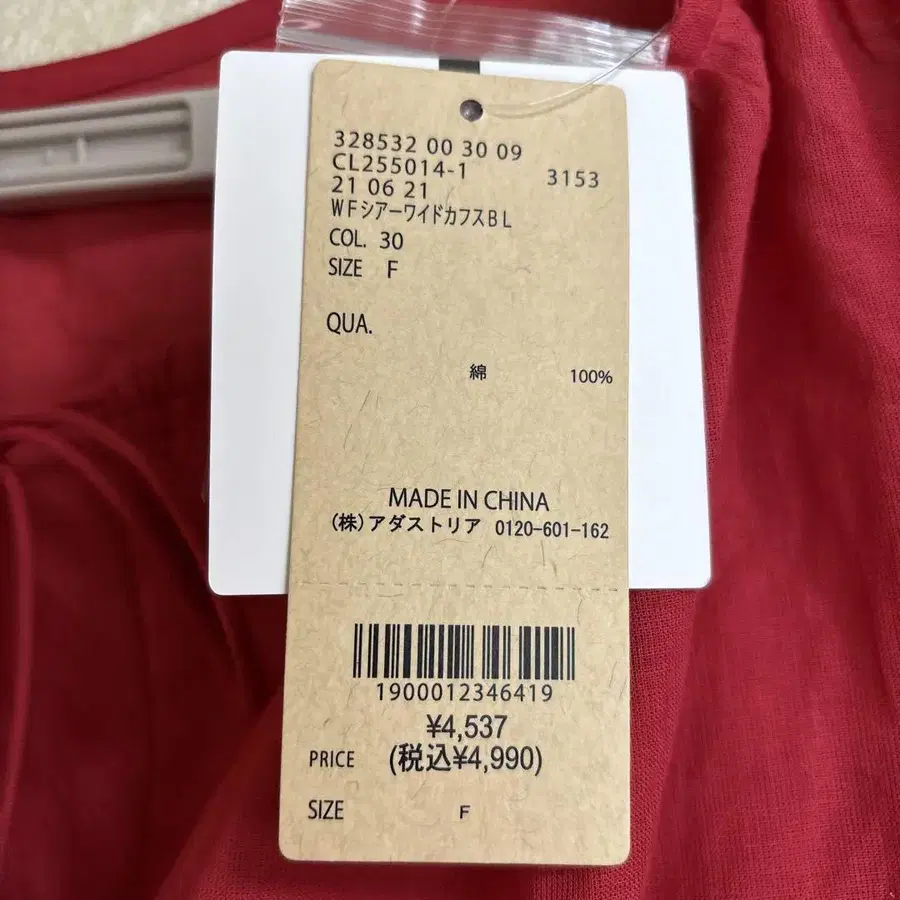 328532 00 30 09
CL255014-1 3153
21 06 21
WFシアーワイドカフスBL
COL. 30
SIZE F
QUA.
綿 100%
MADE IN CHINA
(株)アダストリア 0120-601-162
1900012346419
¥4,537
PRICE (税込¥4,990)
SIZE F